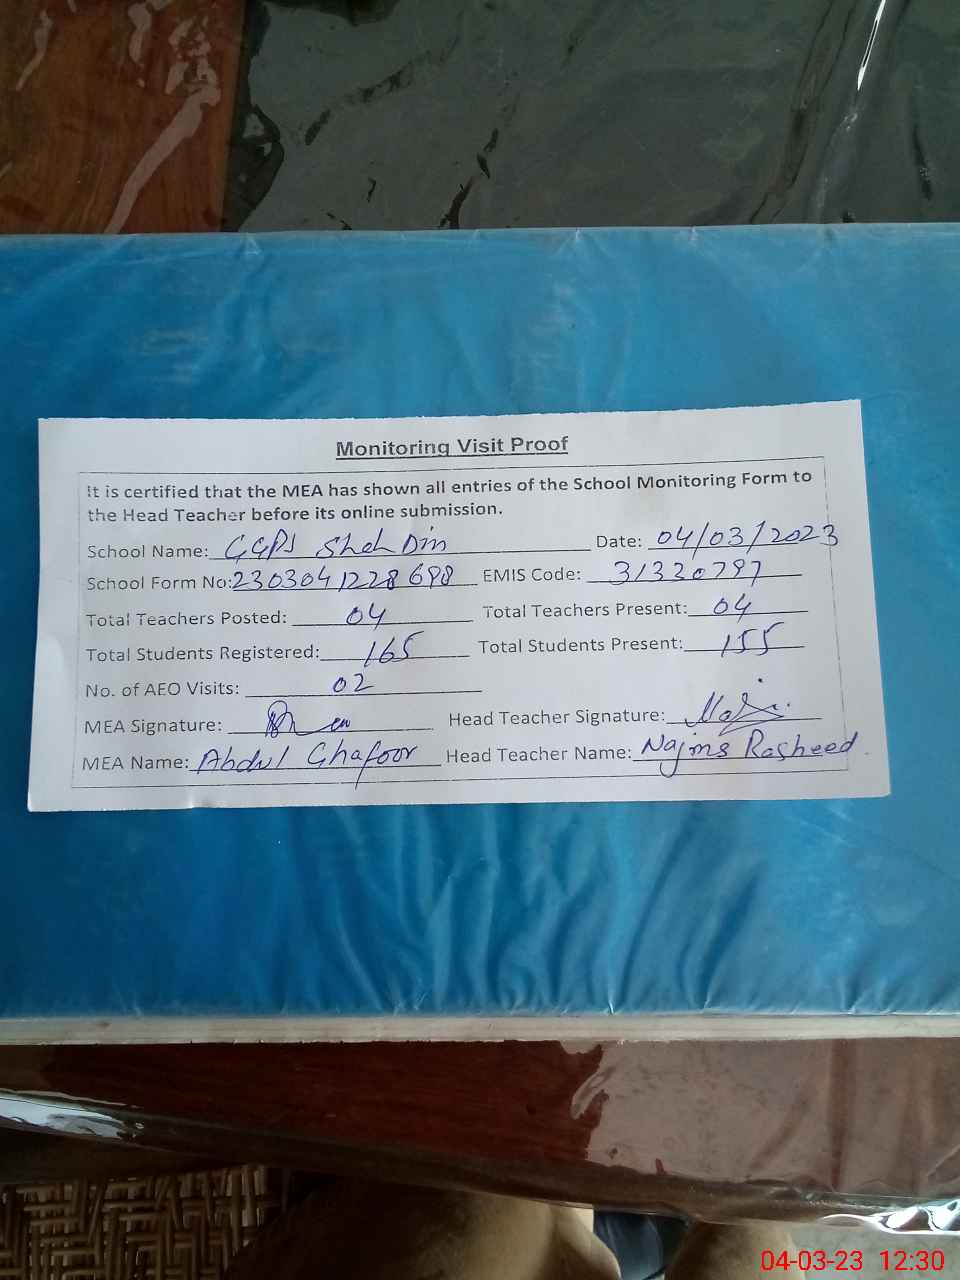 Monitoring Visit Proof
It is certified that the MEA has shown all entries of the School Monitoring Form to
the Head Teacher before its online submission.
School Name: GGPS Shah Din Date: 04/03/2023
School Form No: 2303041228698 EMIS Code: 31320797
Total Teachers Posted: 04 Total Teachers Present: 04
Total Students Registered: 165 Total Students Present: 155
No. of AEO Visits: 02
MEA Signature: Head Teacher Signature:
MEA Name: Abdul Ghafoor Head Teacher Name: Najms Rasheed
04-03-23 12:30